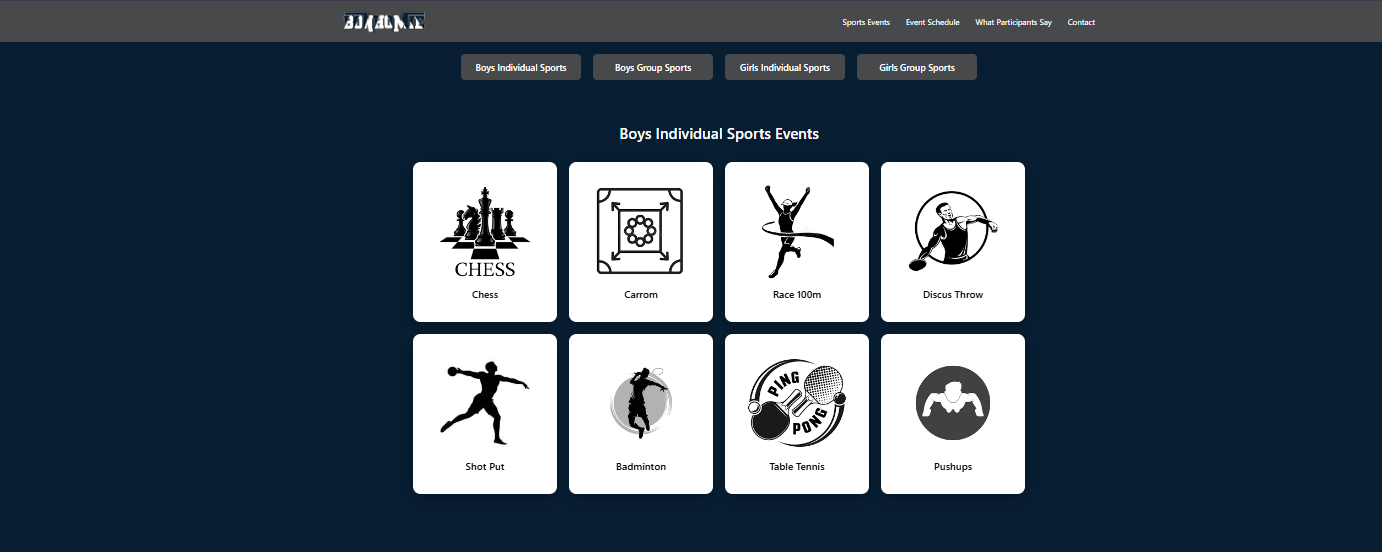 Sports Events Event Schedule What Participants Say Contact
Boys Individual Sports Boys Group Sports Girls Individual Sports Girls Group Sports
Boys Individual Sports Events
CHESS
Chess Carrom Race 100m Discus Throw
PING
PONG
Shot Put Badminton Table Tennis Pushups